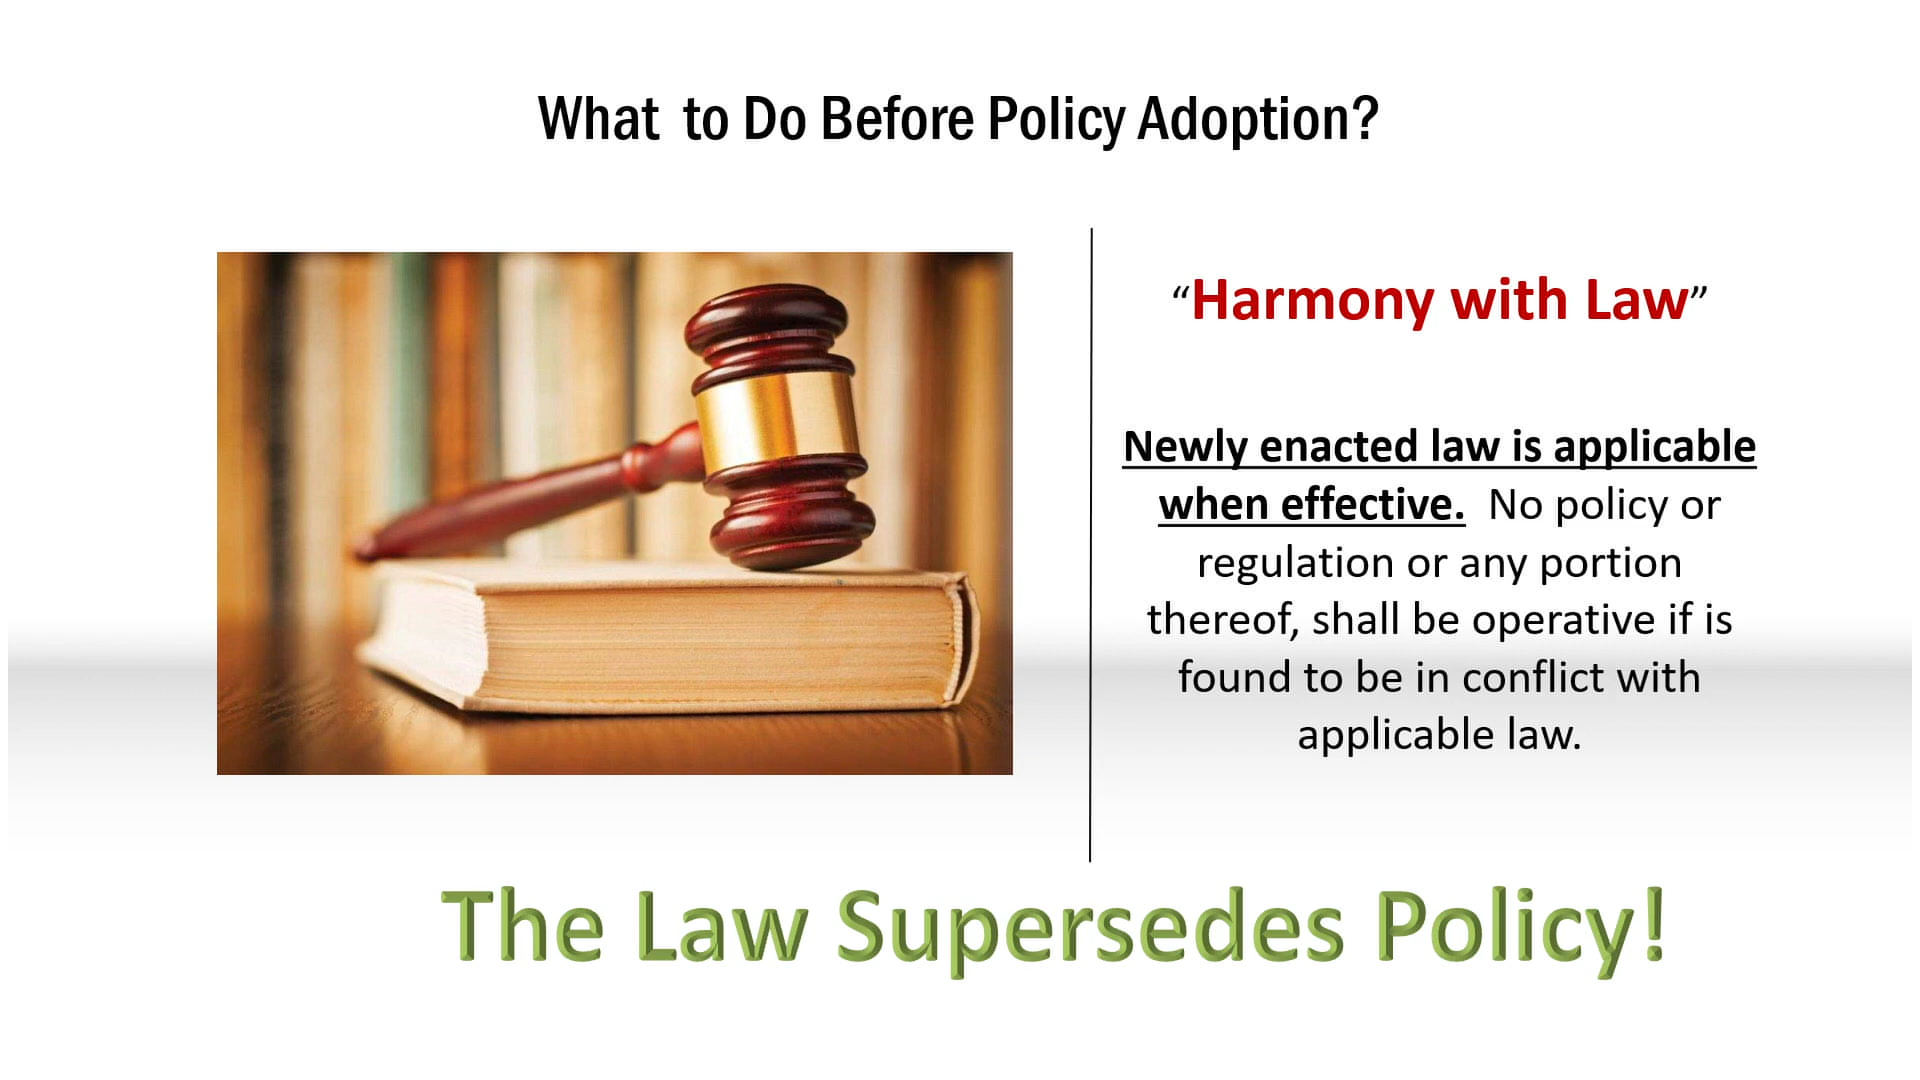 What  to Do Before Policy Adoption?
“Harmony with Law”
Newly enacted law is applicable
when effective.  No policy or
regulation or any portion
thereof, shall be operative if is
found to be in conflict with
applicable law.
The Law Supersedes Policy!